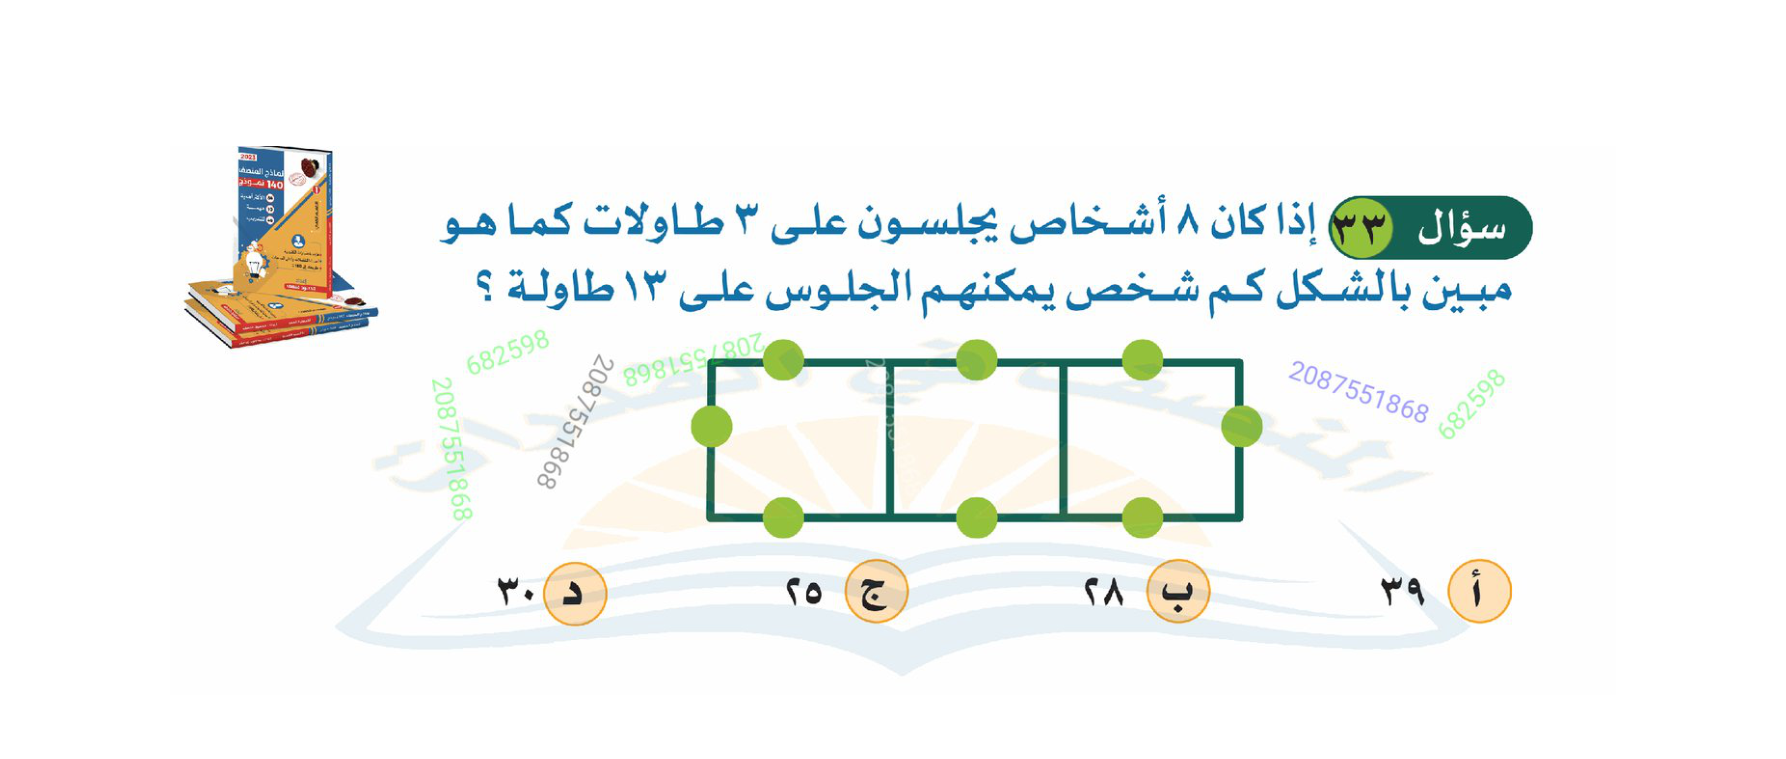 سؤال ٣٣ إذا كان ٨ أشخاص يجلسون على ٣ طاولات كما هو
مبين بالشكل كم شخص يمكنهم الجلوس على ١٣ طاولة ؟
682598
2087551868
2087551868
2087551868
2087551868
682598
أ ٣٩
ب ٢٨
ج ٢٥
د ٣٠
2023
نماذج المنصف
140 نموذج